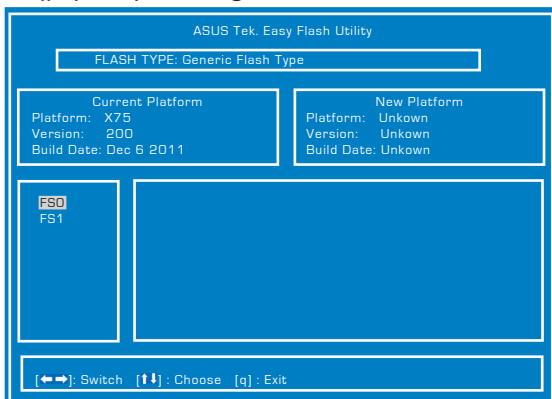 ASUS Tek. Easy Flash Utility
FLASH TYPE: Generic Flash Type
Current Platform
Platform: X75
Version: 200
Build Date: Dec 6 2011
New Platform
Platform: Unkown
Version: Unkown
Build Date: Unkown
FS0
FS1
[←→]: Switch [↑↓] : Choose [q] : Exit